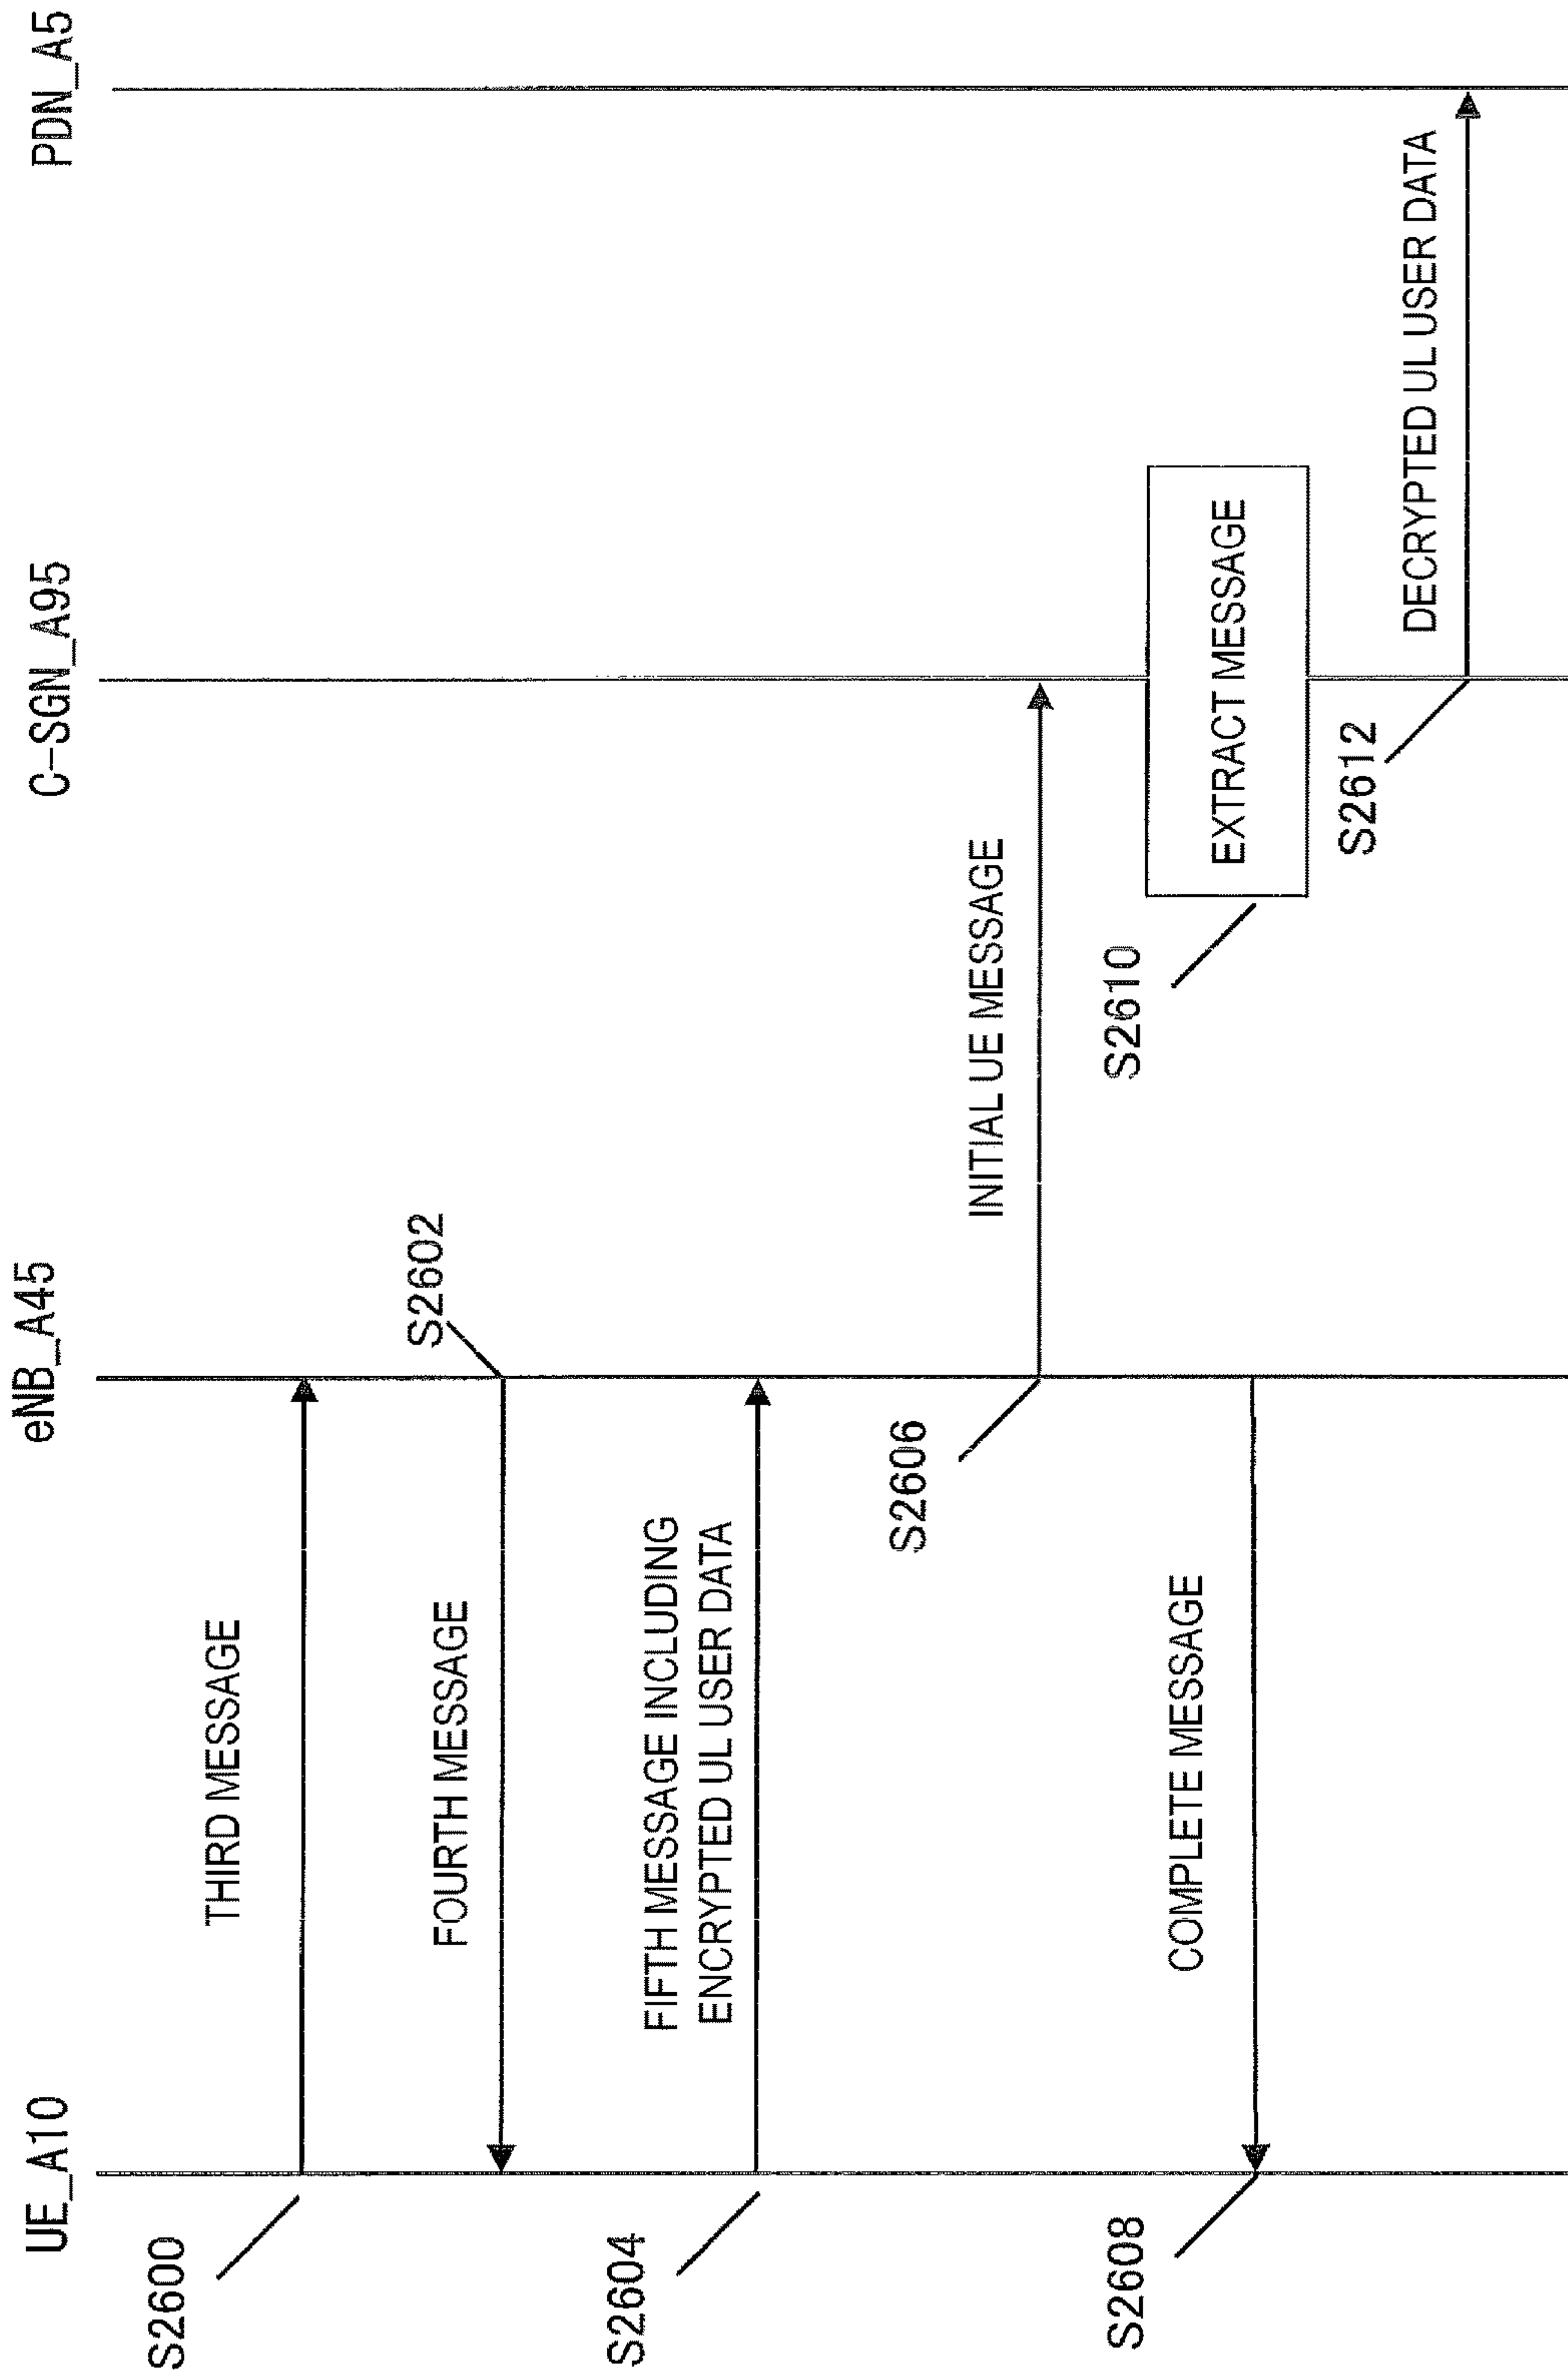 UE_A10
eNB_A45
C-SGN_A95
PDN_A5
S2600
THIRD MESSAGE
S2602
FOURTH MESSAGE
S2604
FIFTH MESSAGE INCLUDING
ENCRYPTED UL USER DATA
S2606
INITIAL UE MESSAGE
S2608
COMPLETE MESSAGE
S2610
EXTRACT MESSAGE
S2612
DECRYPTED UL USER DATA